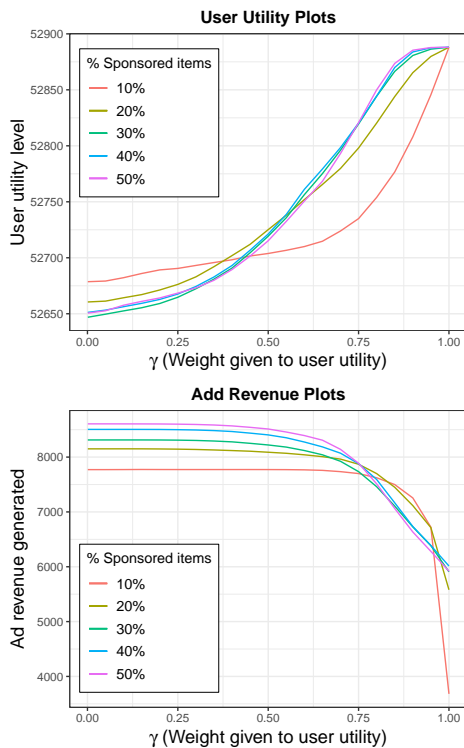 User Utility Plots
52900
52850
52800
52750
52700
52650
User utility level
% Sponsored items
10%
20%
30%
40%
50%
0.00 0.25 0.50 0.75 1.00
γ (Weight given to user utility)
Add Revenue Plots
8000
7000
6000
5000
4000
Ad revenue generated
% Sponsored items
10%
20%
30%
40%
50%
0.00 0.25 0.50 0.75 1.00
γ (Weight given to user utility)